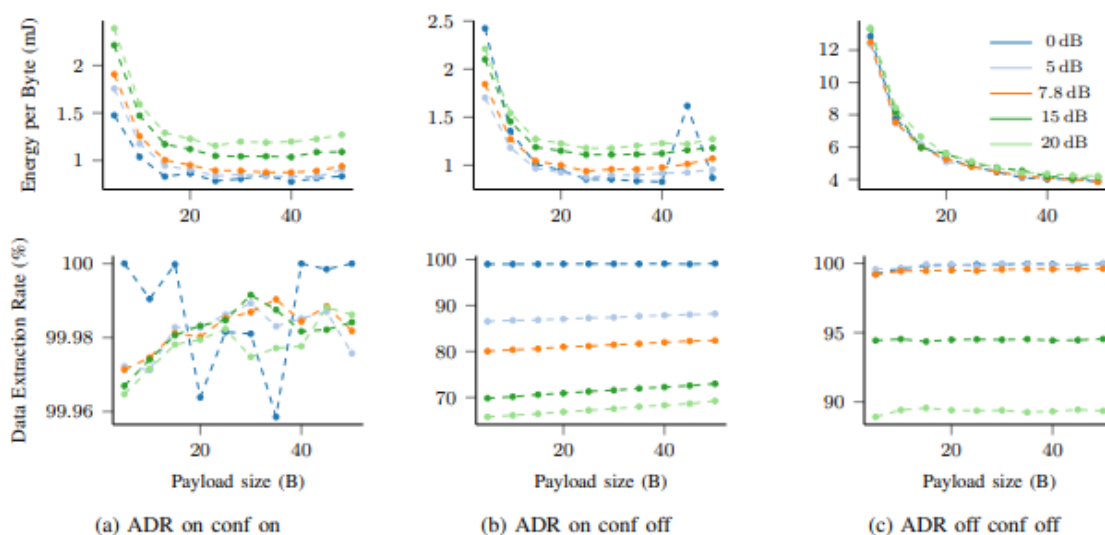 Energy per Byte (mJ)
2
1.5
1
20
40
2.5
2
1.5
1
20
40
12
10
8
6
4
20
40
0 dB
5 dB
7.8 dB
15 dB
20 dB
Data Extraction Rate (%)
100
99.98
99.96
20
40
Payload size (B)
100
90
80
70
20
40
Payload size (B)
100
95
90
20
40
Payload size (B)
(a) ADR on conf on
(b) ADR on conf off
(c) ADR off conf off